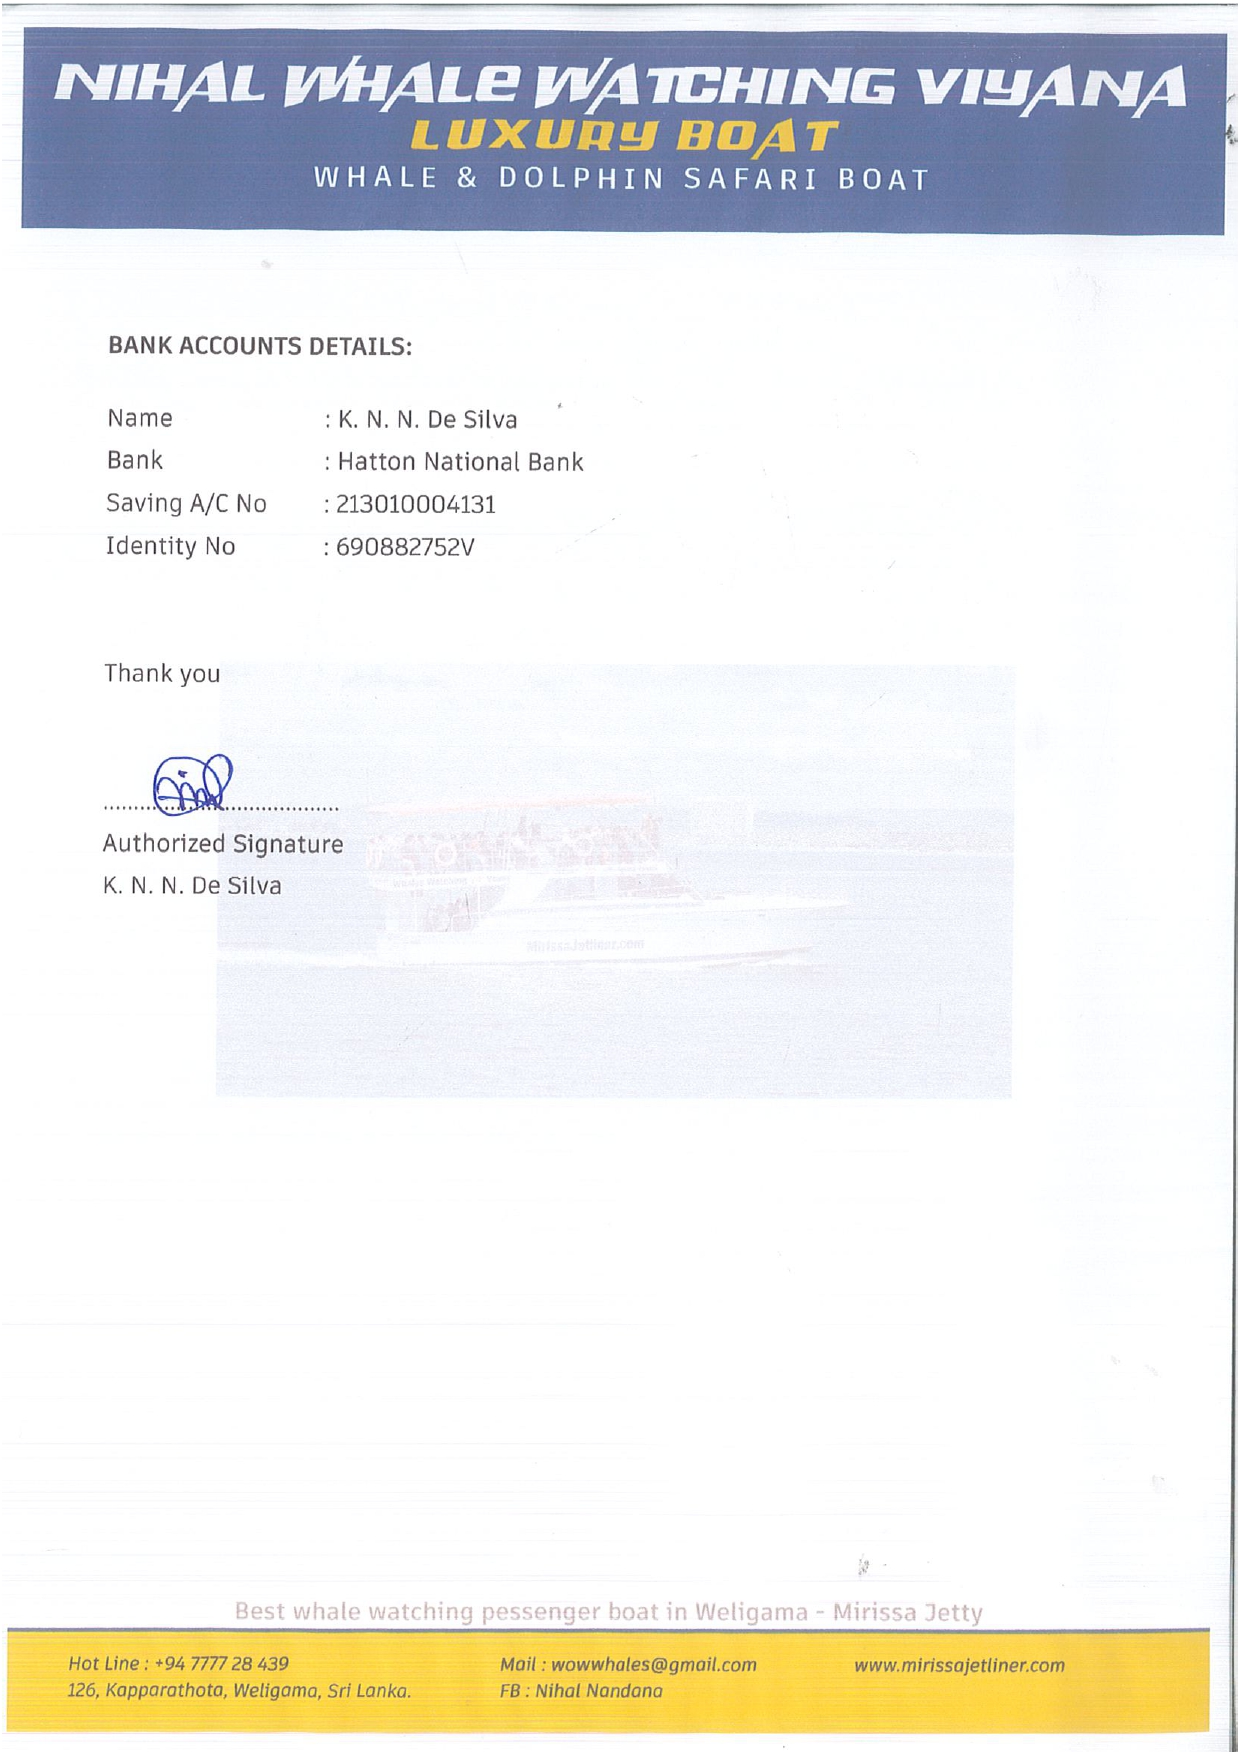 NIHAL WHALE WATCHING VIYANA
LUXURY BOAT
WHALE & DOLPHIN SAFARI BOAT
BANK ACCOUNTS DETAILS:
Name : K. N. N. De Silva
Bank : Hatton National Bank
Saving A/C No : 213010004131
Identity No : 690882752V
Thank you
Authorized Signature
K. N. N. De Silva
MirissaJetliner.com
Best whale watching pessenger boat in Weligama - Mirissa Jetty
Hot Line : +94 7777 28 439 Mail : wowwhales@gmail.com www.mirissajetliner.com
126, Kapparathota, Weligama, Sri Lanka. FB : Nihal Nandana